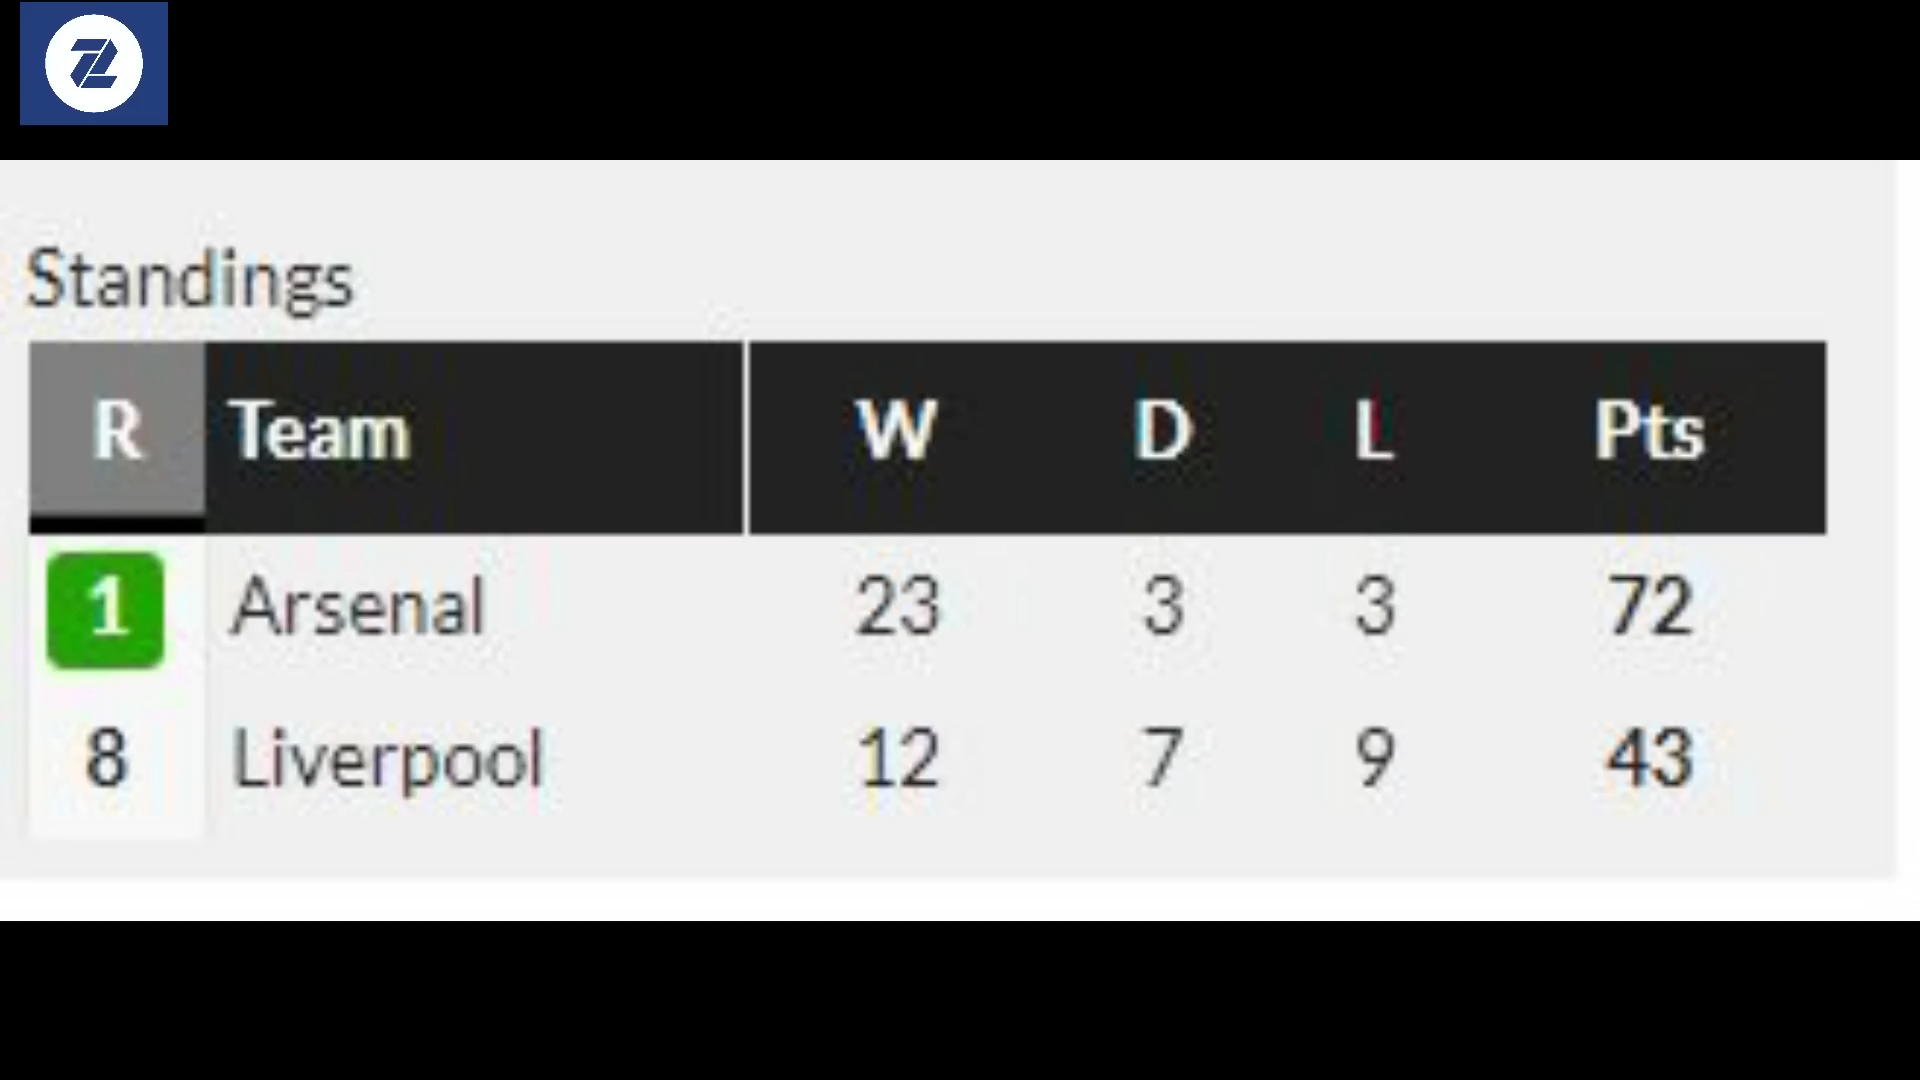 Standings
R Team W D L Pts
1 Arsenal 23 3 3 72
8 Liverpool 12 7 9 43